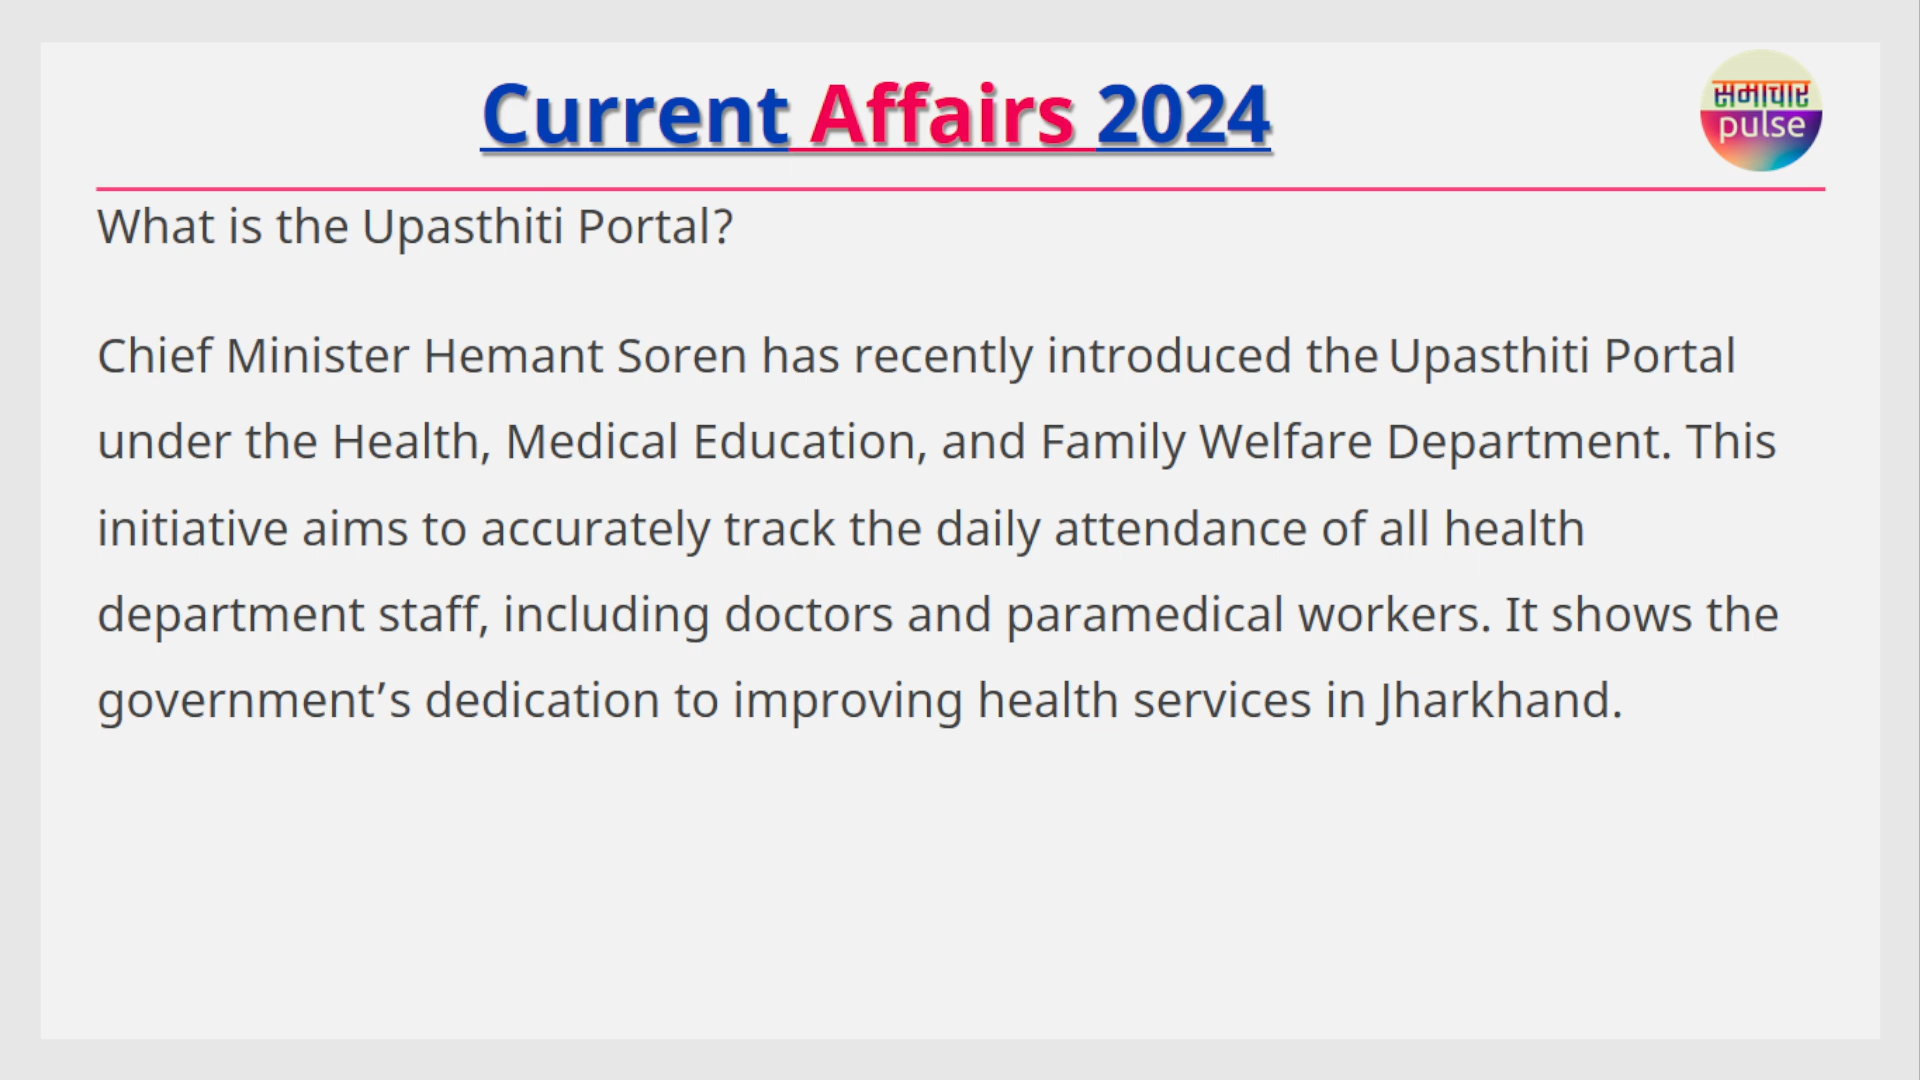 Current Affairs 2024
समाचार
pulse
What is the Upasthiti Portal?
Chief Minister Hemant Soren has recently introduced the Upasthiti Portal
under the Health, Medical Education, and Family Welfare Department. This
initiative aims to accurately track the daily attendance of all health
department staff, including doctors and paramedical workers. It shows the
government’s dedication to improving health services in Jharkhand.